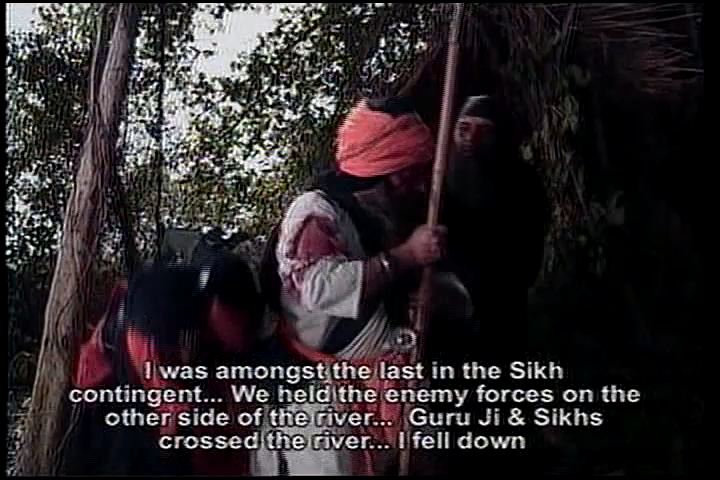 I was amongst the last in the Sikh
contingent... We held the enemy forces on the
other side of the river... Guru Ji & Sikhs
crossed the river... I fell down